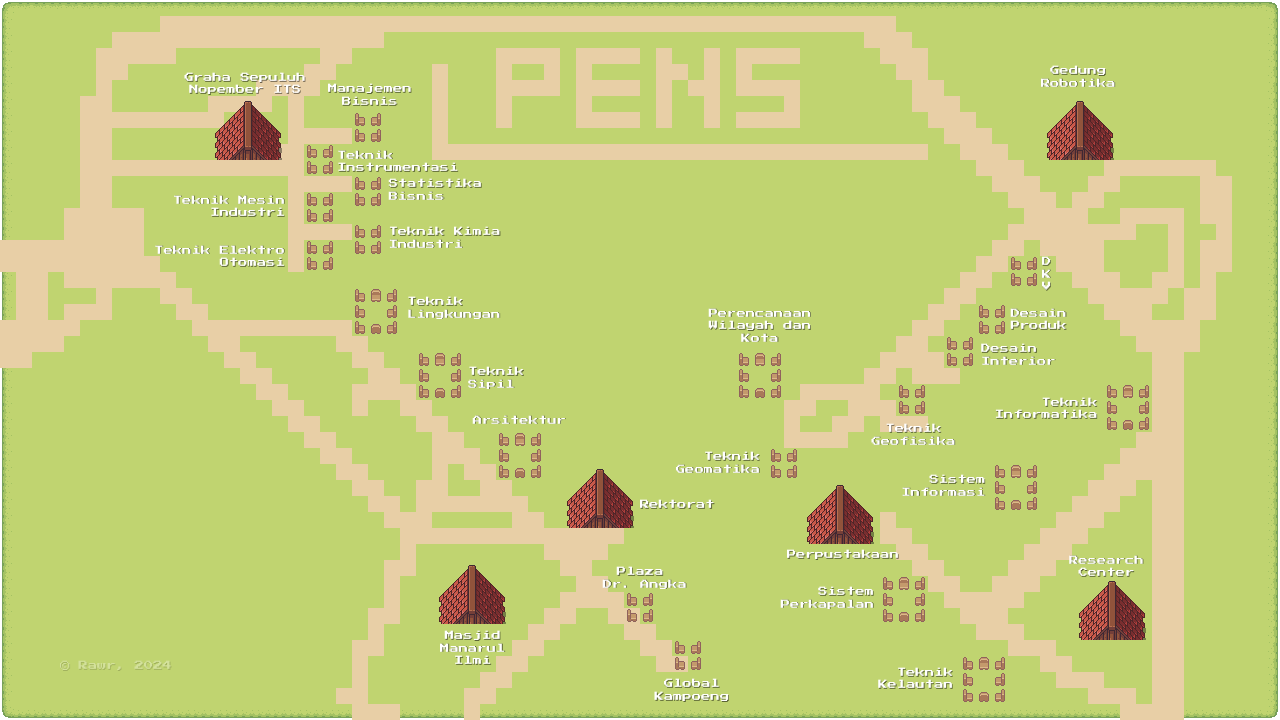 PENS
Graha Sepuluh
Nopember ITS
Manajemen
Bisnis
Gedung
Robotika
Teknik
Instrumentasi
Statistika
Bisnis
Teknik Mesin
Industri
Teknik Kimia
Industri
Teknik Elektro
Otomasi
D
K
V
Teknik
Lingkungan
Perencanaan
Wilayah dan
Kota
Desain
Produk
Desain
Interior
Teknik
Sipil
Teknik
Informatika
Arsitektur
Teknik
Geofisika
Teknik
Geomatika
Sistem
Informasi
Rektorat
Perpustakaan
Research
Center
Plaza
Dr. Angka
Sistem
Perkapalan
Masjid
Manarul
Ilmi
© Rawr, 2024
Teknik
Kelautan
Global
Kampoeng